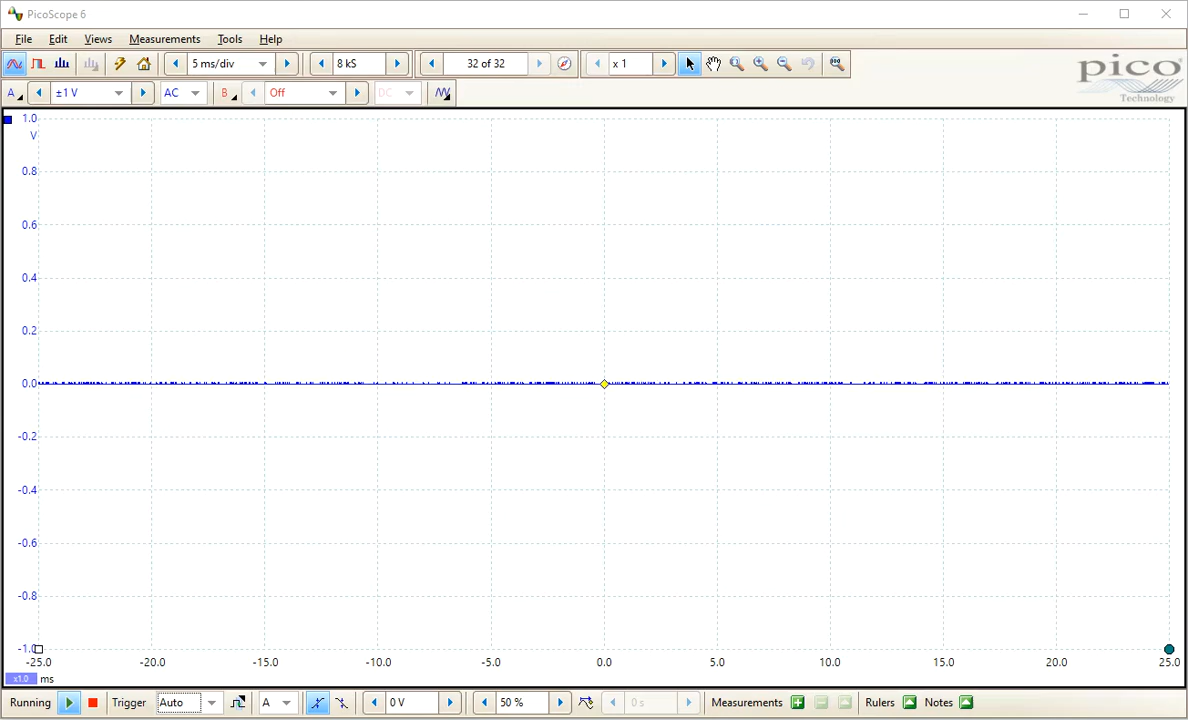 PicoScope 6
File Edit Views Measurements Tools Help
5 ms/div 8 kS 32 of 32 x 1
pico
Technology
A ±1 V AC B Off DC
1.0
V
0.8
0.6
0.4
0.2
0.0
-0.2
-0.4
-0.6
-0.8
-1.0
-25.0 -20.0 -15.0 -10.0 -5.0 0.0 5.0 10.0 15.0 20.0 25.0
x1.0 ms
Running Trigger Auto A 0 V 50 % 0 s Measurements Rulers Notes